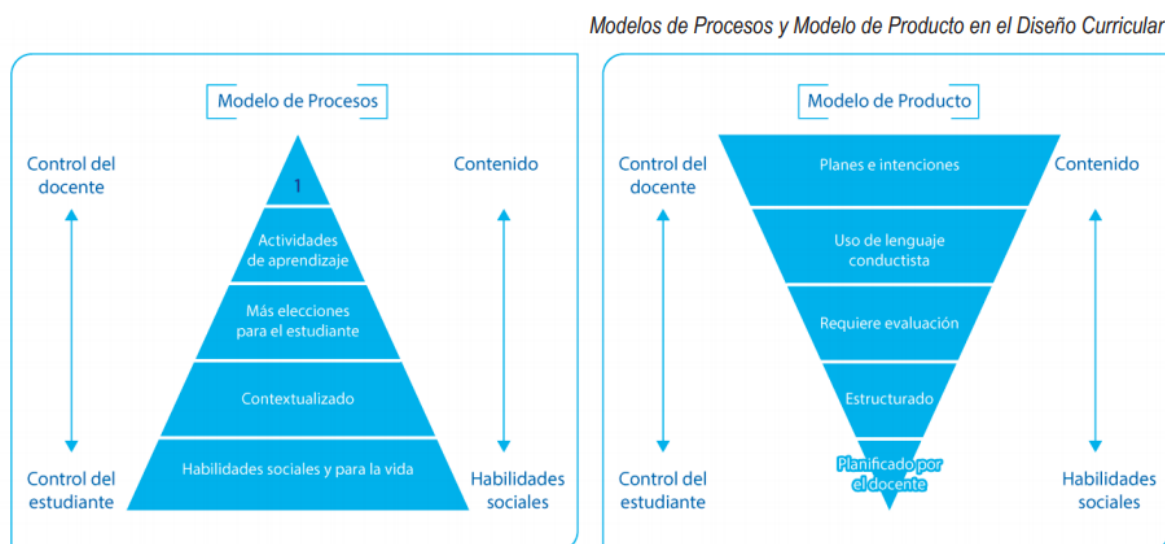 Modelos de Procesos y Modelo de Producto en el Diseño Curricular
Modelo de Procesos
Control del
docente
Contenido
1
Actividades
de aprendizaje
Más elecciones
para el estudiante
Contextualizado
Habilidades sociales y para la vida
Control del
estudiante
Habilidades
sociales
Modelo de Producto
Control del
docente
Planes e intenciones
Contenido
Uso de lenguaje
conductista
Requiere evaluación
Estructurado
Planificado por
el docente
Control del
estudiante
Habilidades
sociales